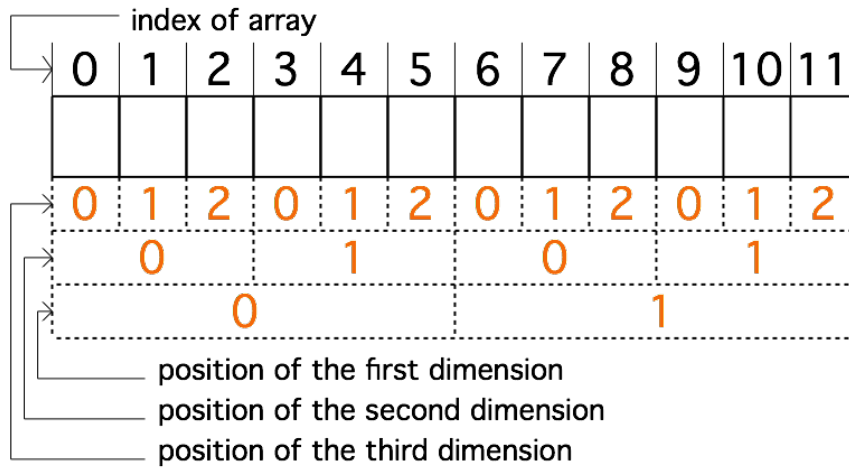 index of array
0 1 2 3 4 5 6 7 8 9 10 11
0 1 2 0 1 2 0 1 2 0 1 2
0 1 0 1
0 1
position of the first dimension
position of the second dimension
position of the third dimension